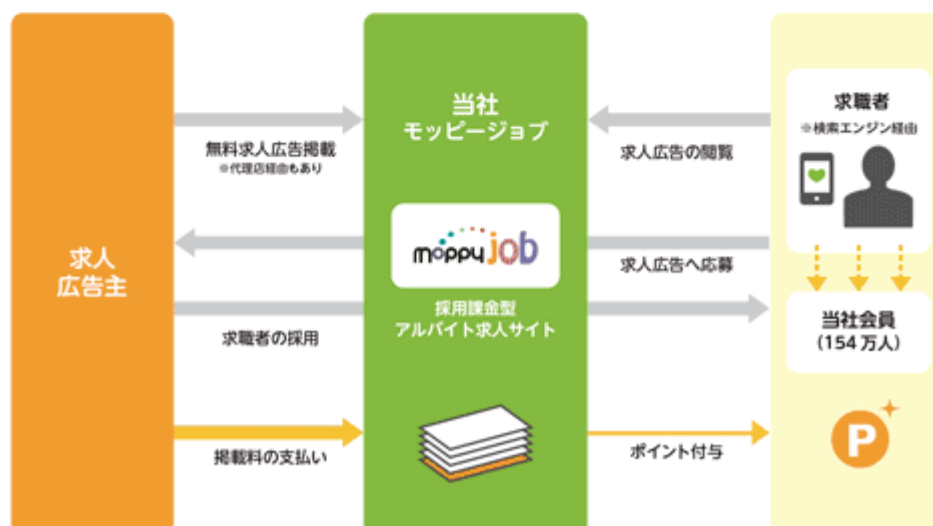 求人
広告主
無料求人広告掲載
※代理店経由もあり
求職者の採用
掲載料の支払い
当社
モッピージョブ
moppyjob
採用課金型
アルバイト求人サイト
求人広告の閲覧
求人広告へ応募
ポイント付与
求職者
※検索エンジン経由
当社会員
（154万人）
P